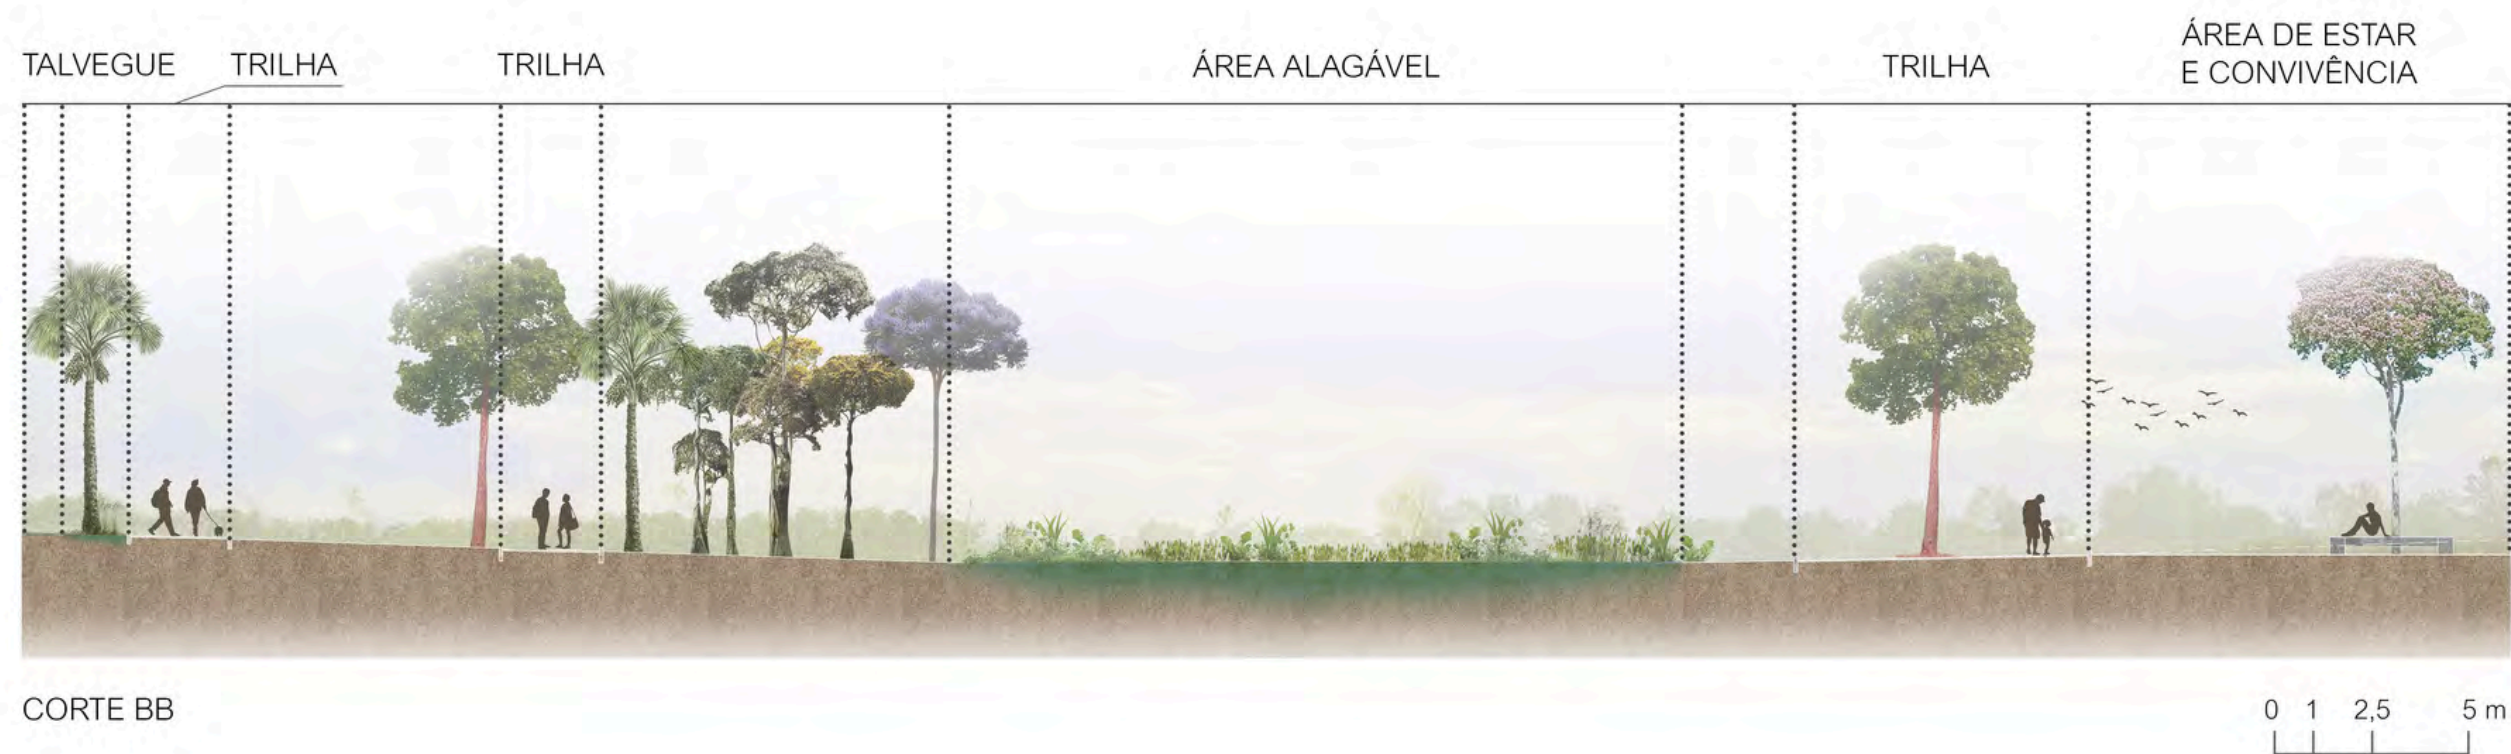 TALVEGUE
TRILHA
TRILHA
ÁREA ALAGÁVEL
TRILHA
ÁREA DE ESTAR
E CONVIVÊNCIA
CORTE BB
0 1 2,5 5 m